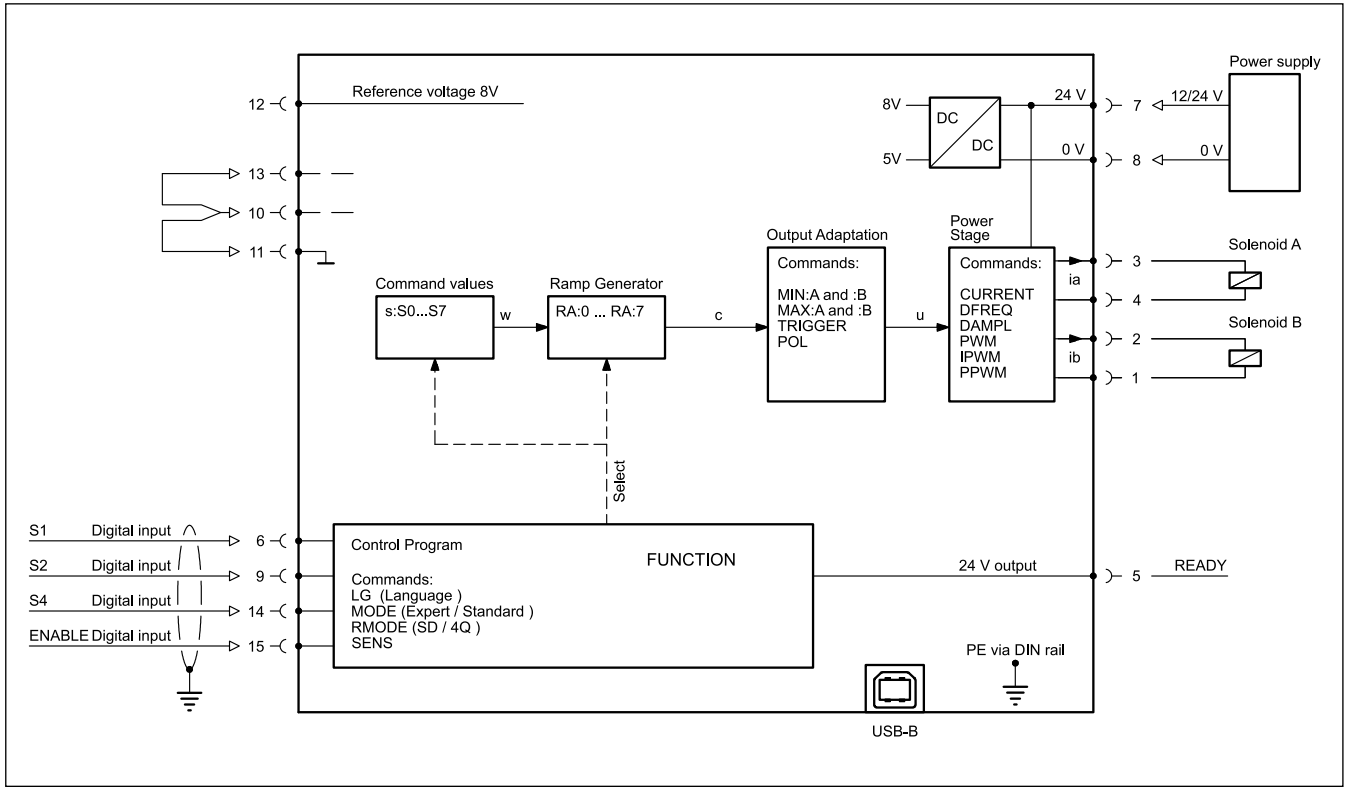 Power supply
12
Reference voltage 8V
8V
DC
DC
24 V
7
12/24 V
5V
0 V
8
0 V
13
10
11
Output Adaptation
Commands:
MIN:A and :B
MAX:A and :B
TRIGGER
POL
Power
Stage
Commands:
CURRENT
DFREQ
DAMPL
PWM
IPWM
PPWM
ia
3
4
Solenoid A
ib
2
1
Solenoid B
Command values
s:S0...S7
w
Ramp Generator
RA:0 ... RA:7
c
u
Select
S1 Digital input
6
S2 Digital input
9
S4 Digital input
14
ENABLE Digital input
15
Control Program
FUNCTION
Commands:
LG (Language )
MODE (Expert / Standard )
RMODE (SD / 4Q )
SENS
24 V output
5
READY
PE via DIN rail
USB-B